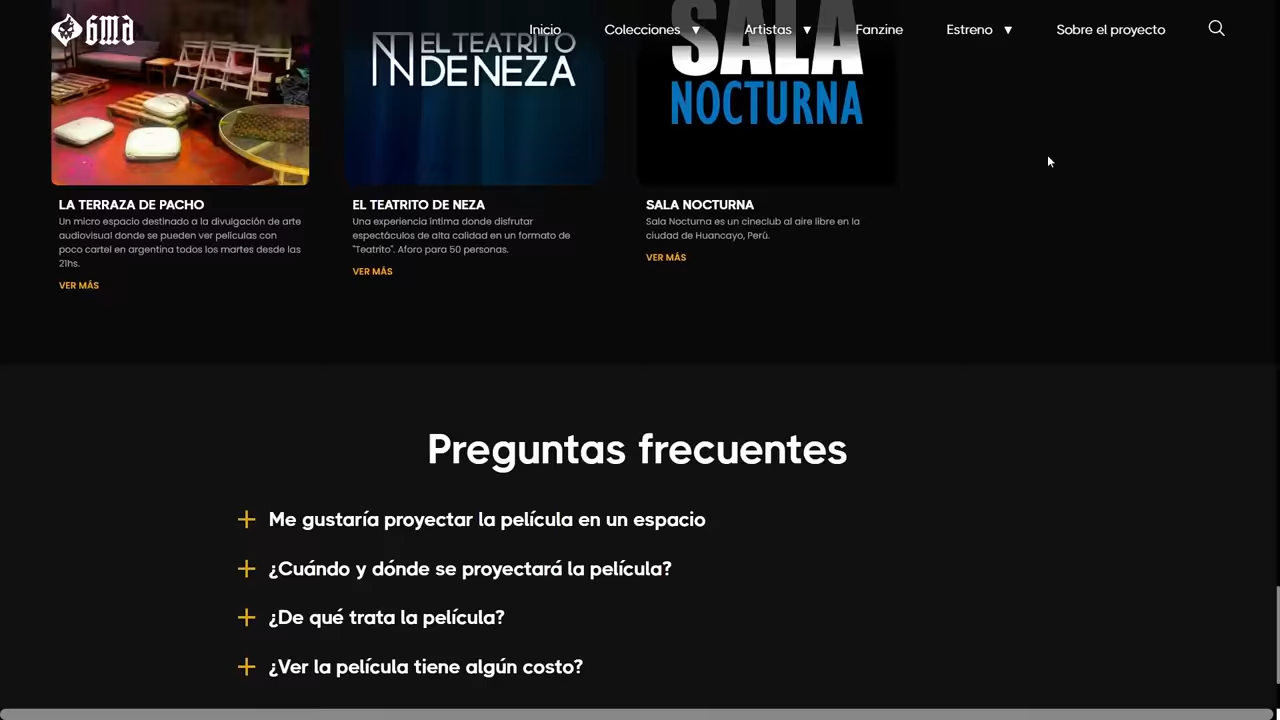 6MA
Inicio
Colecciones ▼
Artistas ▼
Fanzine
Estreno ▼
Sobre el proyecto
EL TEATRITO
DE NEZA
SALA
NOCTURNA
LA TERRAZA DE PACHO
Un micro espacio destinado a la divulgación de arte
audiovisual donde se pueden ver películas con
poco cartel en argentina todos los martes desde las
21hs.
VER MÁS
EL TEATRITO DE NEZA
Una experiencia íntima donde disfrutar
espectáculos de alta calidad en un formato de
"Teatrito". Aforo para 50 personas.
VER MÁS
SALA NOCTURNA
Sala Nocturna es un cineclub al aire libre en la
ciudad de Huancayo, Perú.
VER MÁS
Preguntas frecuentes
Me gustaría proyectar la película en un espacio
¿Cuándo y dónde se proyectará la película?
¿De qué trata la película?
¿Ver la película tiene algún costo?